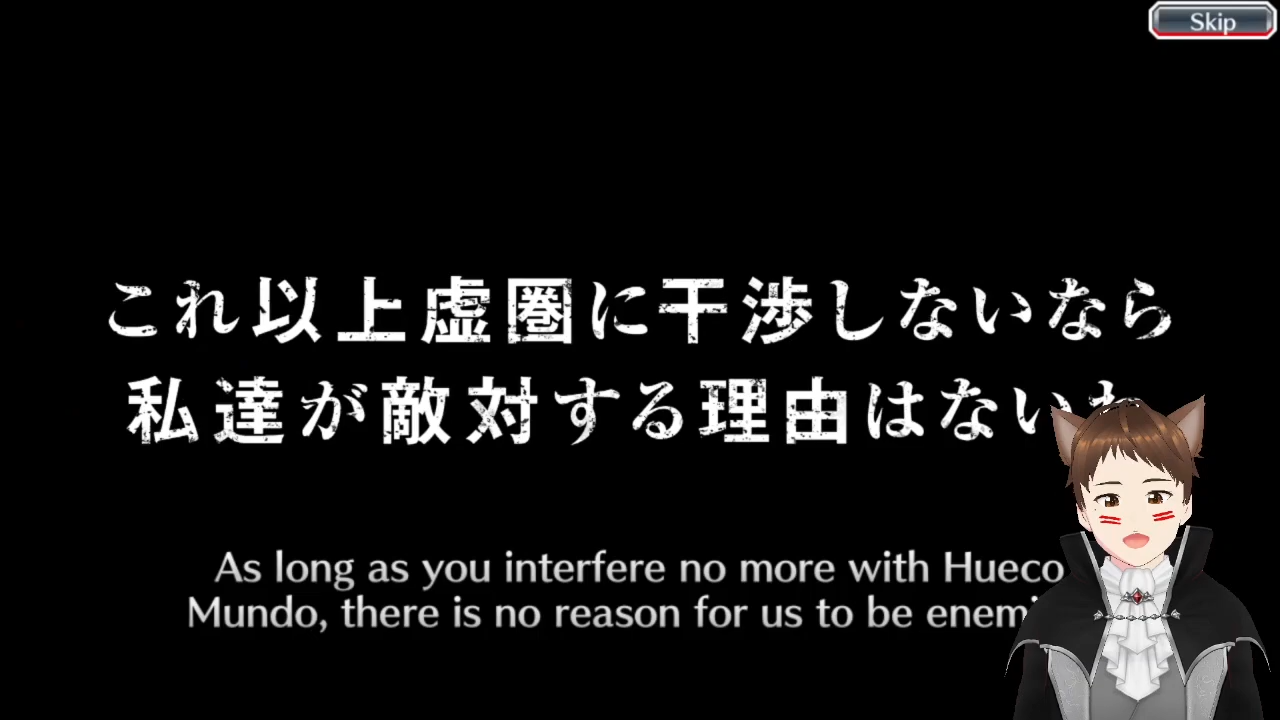 Skip
これ以上虚圏に干渉しないなら
私達が敵対する理由はない
As long as you interfere no more with Hueco
Mundo, there is no reason for us to be